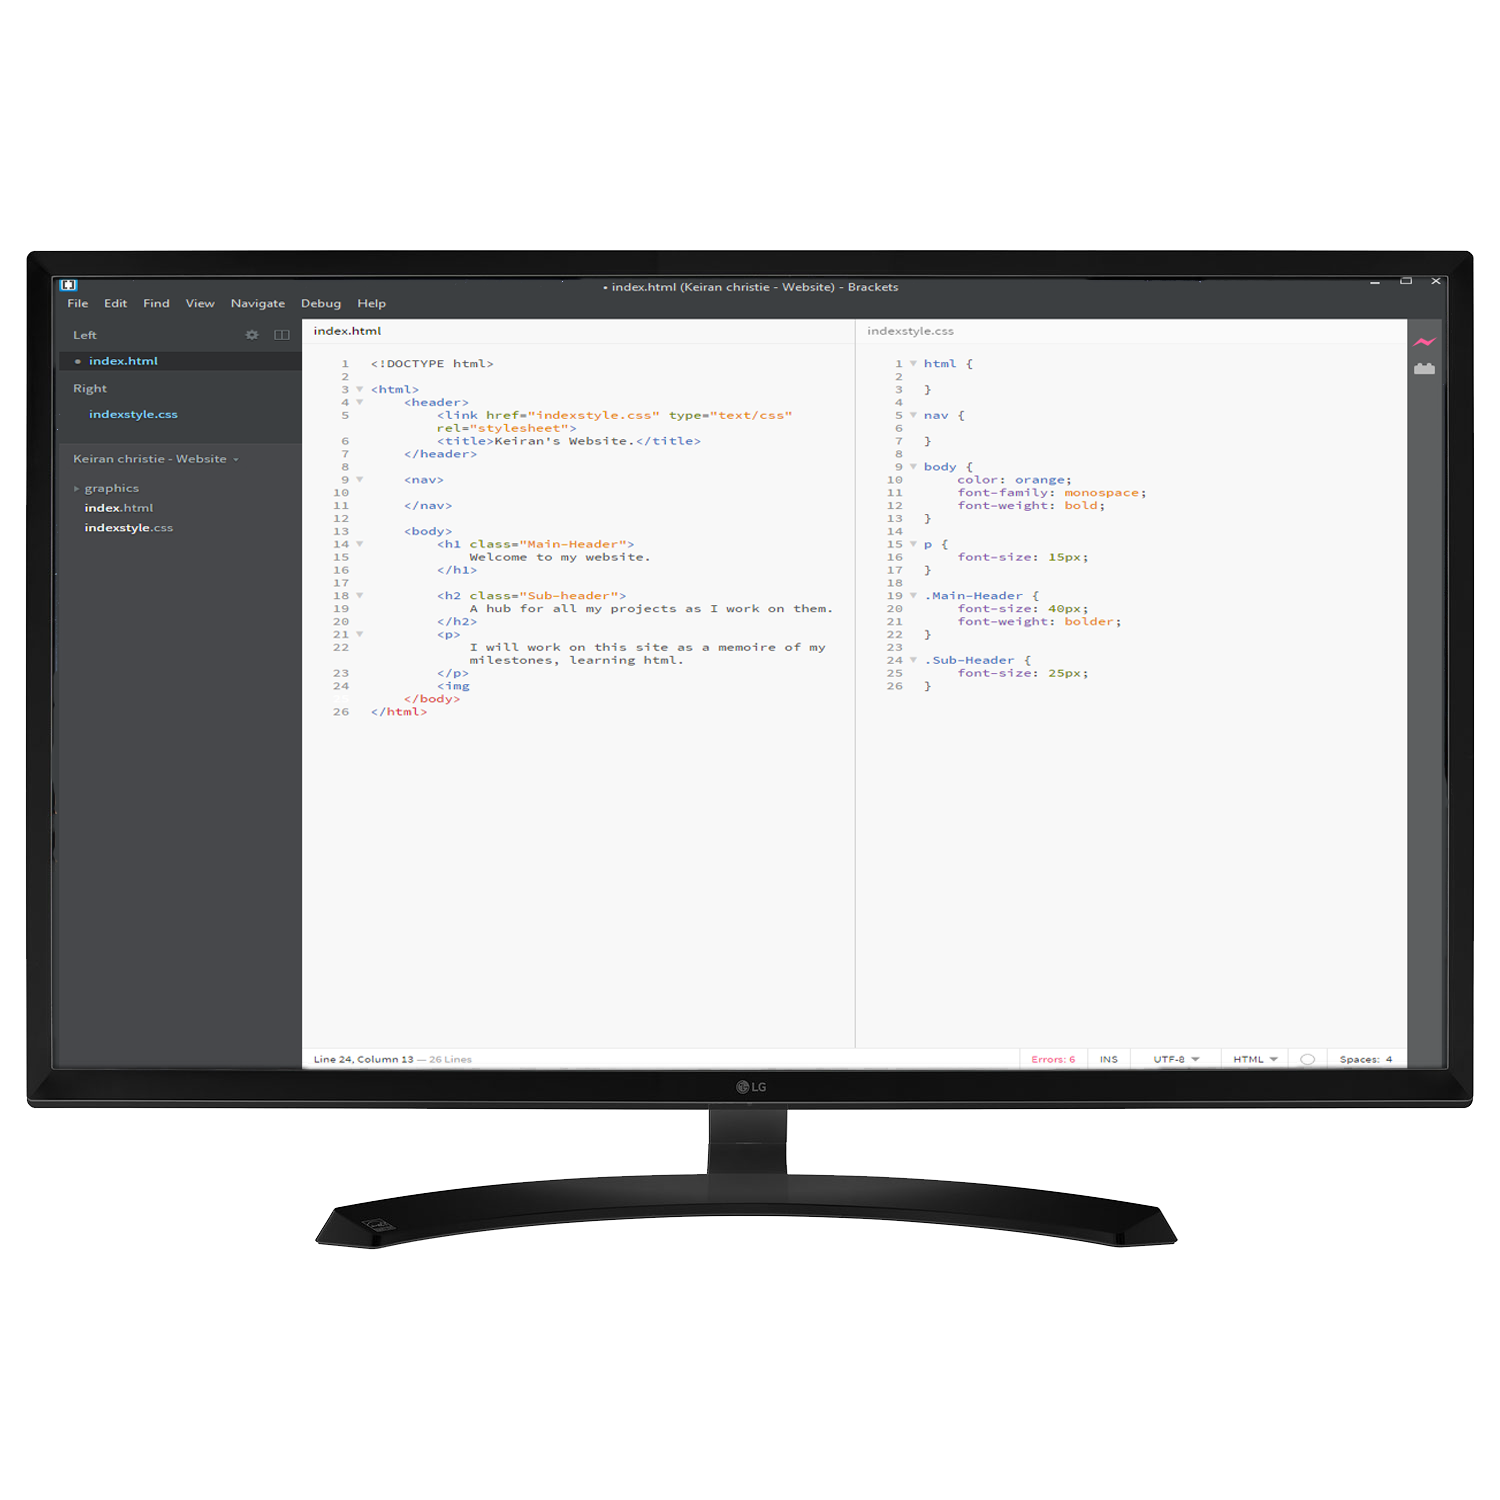 • index.html (Keiran christie - Website) - Brackets
File Edit Find View Navigate Debug Help
Left
index.html
Right
indexstyle.css
Keiran christie - Website
graphics
index.html
indexstyle.css
index.html
1 <!DOCTYPE html>
2
3 <html>
4 <header>
5 <link href="indexstyle.css" type="text/css"
rel="stylesheet">
6 <title>Keiran's Website.</title>
7 </header>
8
9 <nav>
10
11 </nav>
12
13 <body>
14 <h1 class="Main-Header">
15 Welcome to my website.
16 </h1>
17
18 <h2 class="Sub-header">
19 A hub for all my projects as I work on them.
20 </h2>
21 <p>
22 I will work on this site as a memoire of my
milestones, learning html.
23 </p>
24 <img
</body>
26 </html>
indexstyle.css
1 html {
2
3 }
4
5 nav {
6
7 }
8
9 body {
10 color: orange;
11 font-family: monospace;
12 font-weight: bold;
13 }
14
15 p {
16 font-size: 15px;
17 }
18
19 .Main-Header {
20 font-size: 40px;
21 font-weight: bolder;
22 }
23
24 .Sub-Header {
25 font-size: 25px;
26 }
Line 24, Column 13 — 26 Lines
Errors: 6 INS UTF-8 HTML Spaces: 4
LG